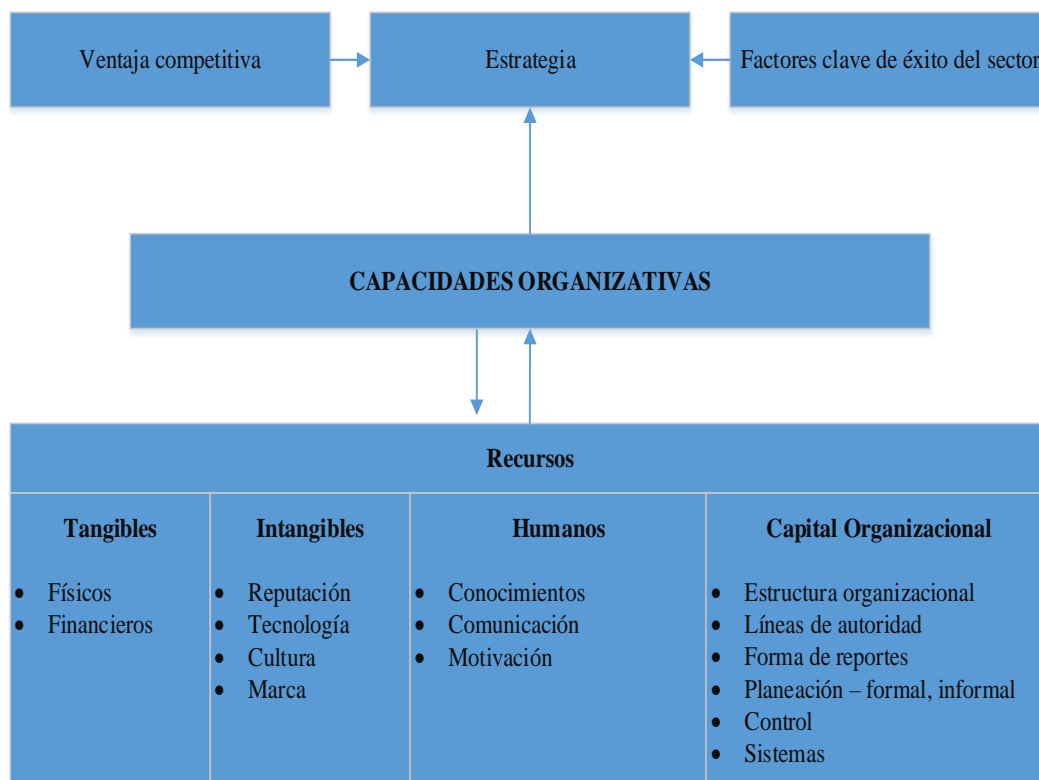 Ventaja competitiva
Estrategia
Factores clave de éxito del sector
CAPACIDADES ORGANIZATIVAS
Recursos
Tangibles
• Físicos
• Financieros
Intangibles
• Reputación
• Tecnología
• Cultura
• Marca
Humanos
• Conocimientos
• Comunicación
• Motivación
Capital Organizacional
• Estructura organizacional
• Líneas de autoridad
• Forma de reportes
• Planeación – formal, informal
• Control
• Sistemas